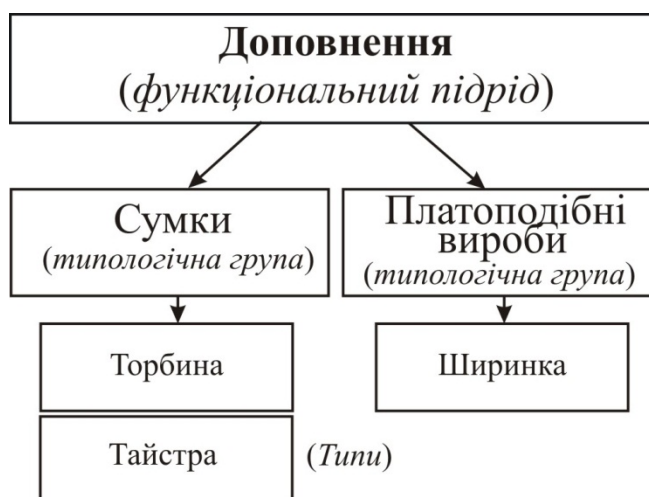 Доповнення
(функціональний підрід)
Сумки
(типологічна група)
Платоподібні
вироби
(типологічна група)
Торбина
Ширинка
Тайстра
(Типи)